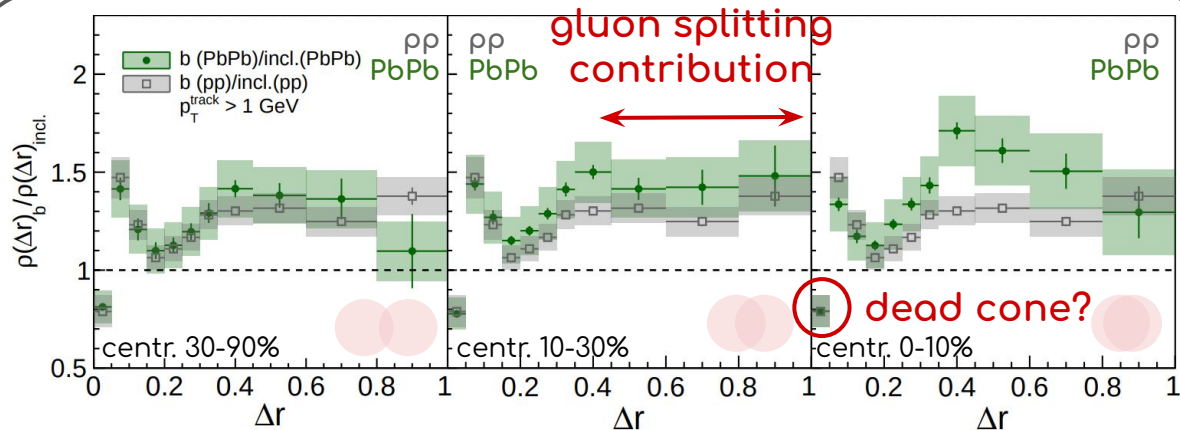 gluon splitting
contribution
b (PbPb)/incl.(PbPb)
b (pp)/incl.(pp)
p_T^track > 1 GeV
pp
PbPb
pp
PbPb
pp
PbPb
dead cone?
ρ(Δr)_b/ρ(Δr)_incl.
2
1.5
1
0.5
centr. 30-90%
centr. 10-30%
centr. 0-10%
0 0.2 0.4 0.6 0.8 1
0.2 0.4 0.6 0.8 1
0.2 0.4 0.6 0.8 1
Δr
Δr
Δr